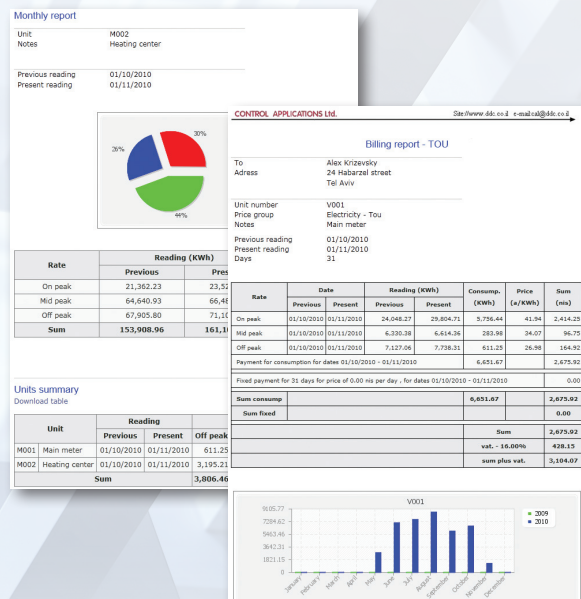 Monthly report
Unit M002
Notes Heating center
Previous reading 01/10/2010
Present reading 01/11/2010
30%
26%
44%
Rate Reading (KWh)
Previous
On peak 21,362.23
Mid peak 64,640.93
Off peak 67,905.80
Sum 153,908.96
Units summary
Download table
Unit Reading
Previous Present Off peak
M001 Main meter 01/10/2010 01/11/2010 611.25
M002 Heating center 01/10/2010 01/11/2010 3,195.21
Sum 3,806.46
CONTROL APPLICATIONS Ltd. Site://www.ddc.co.il e-mail:cal@ddc.co.il
Billing report - TOU
To Alex Krizevsky
Adress 24 Habarzel street
Tel Aviv
Unit number V001
Price group Electricity - Tou
Notes Main meter
Previous reading 01/10/2010
Present reading 01/11/2010
Days 31
Rate Date Reading (KWh) Consump. (KWh) Price (a/KWh) Sum (nis)
Previous Present Previous Present
On peak 01/10/2010 01/11/2010 24,048.27 29,804.71 5,756.44 41.94 2,414.25
Mid peak 01/10/2010 01/11/2010 6,330.38 6,614.36 283.98 34.07 96.75
Off peak 01/10/2010 01/11/2010 7,127.06 7,738.31 611.25 26.98 164.92
Payment for consumption for dates 01/10/2010 - 01/11/2010 6,651.67 2,675.92
Fixed payment for 31 days for price of 0.00 nis per day , for dates 01/10/2010 - 01/11/2010 0.00
Sum consump 6,651.67 2,675.92
Sum fixed 0.00
Sum 2,675.92
vat. - 16.00% 428.15
sum plus vat. 3,104.07
V001
9105.77
7284.62
5463.46
3642.31
1821.15
0
2009
2010
January February March April May June July August September October November December